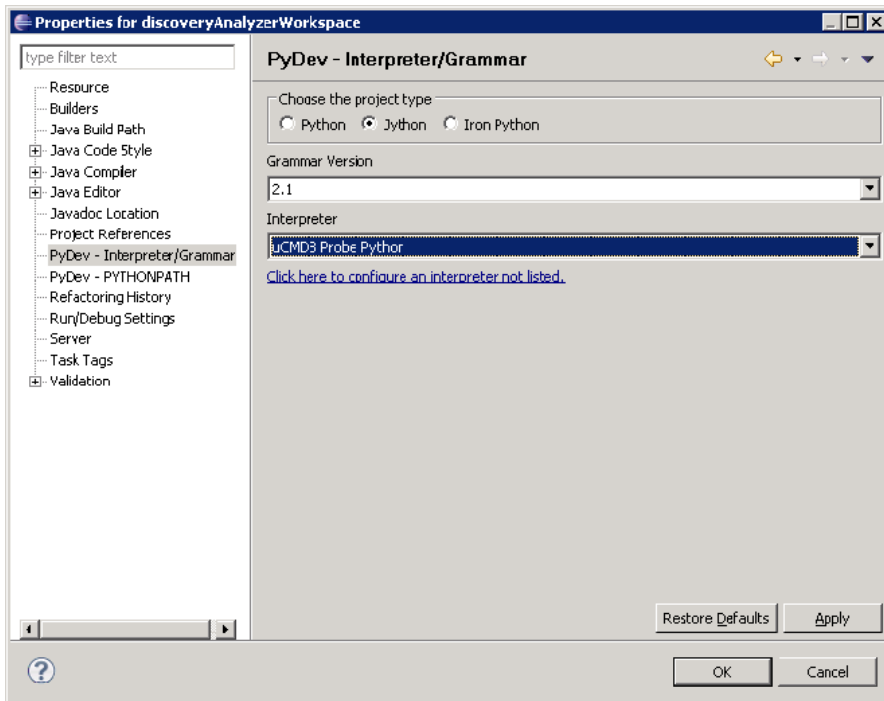 Properties for discoveryAnalyzerWorkspace
type filter text
Resource
Builders
Java Build Path
Java Code Style
Java Compiler
Java Editor
Javadoc Location
Project References
PyDev - Interpreter/Grammar
PyDev - PYTHONPATH
Refactoring History
Run/Debug Settings
Server
Task Tags
Validation
PyDev - Interpreter/Grammar
Choose the project type
Python Jython Iron Python
Grammar Version
2.1
Interpreter
uCMDB Probe Python
Click here to configure an interpreter not listed.
Restore Defaults Apply
OK Cancel